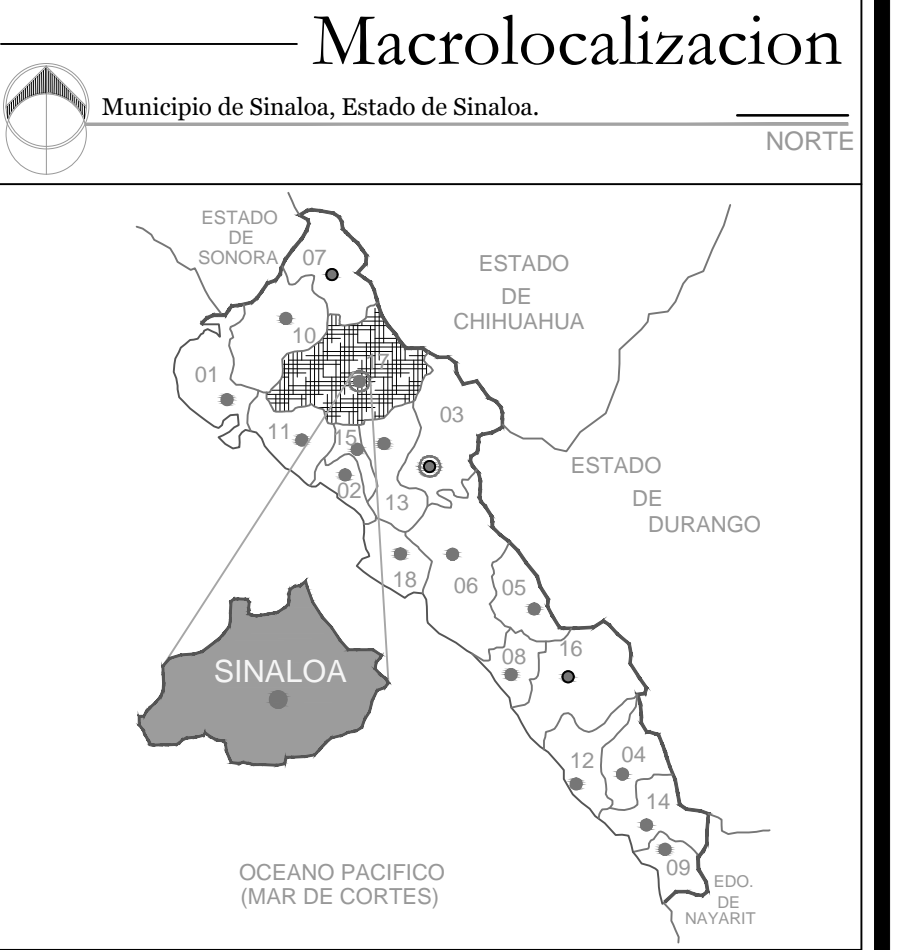 Macrolocalizacion
Municipio de Sinaloa, Estado de Sinaloa.
NORTE
ESTADO
DE
SONORA
07
ESTADO
DE
CHIHUAHUA
10
17
01
03
11
15
02
13
ESTADO
DE
DURANGO
18
06
05
08
16
SINALOA
12
04
14
09
OCEANO PACIFICO
(MAR DE CORTES)
EDO.
DE
NAYARIT